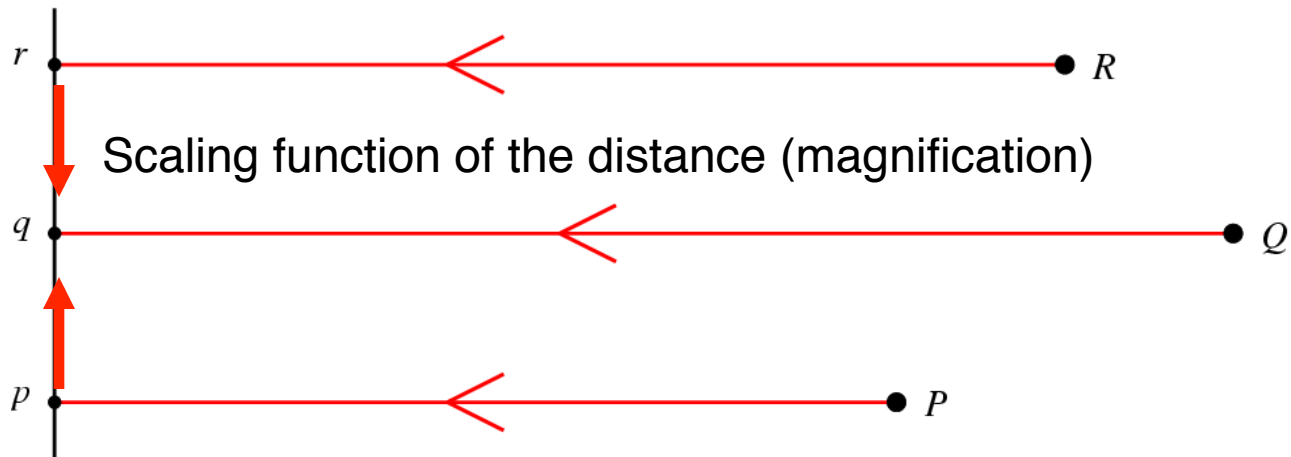 r R
Scaling function of the distance (magnification)
q Q
p P